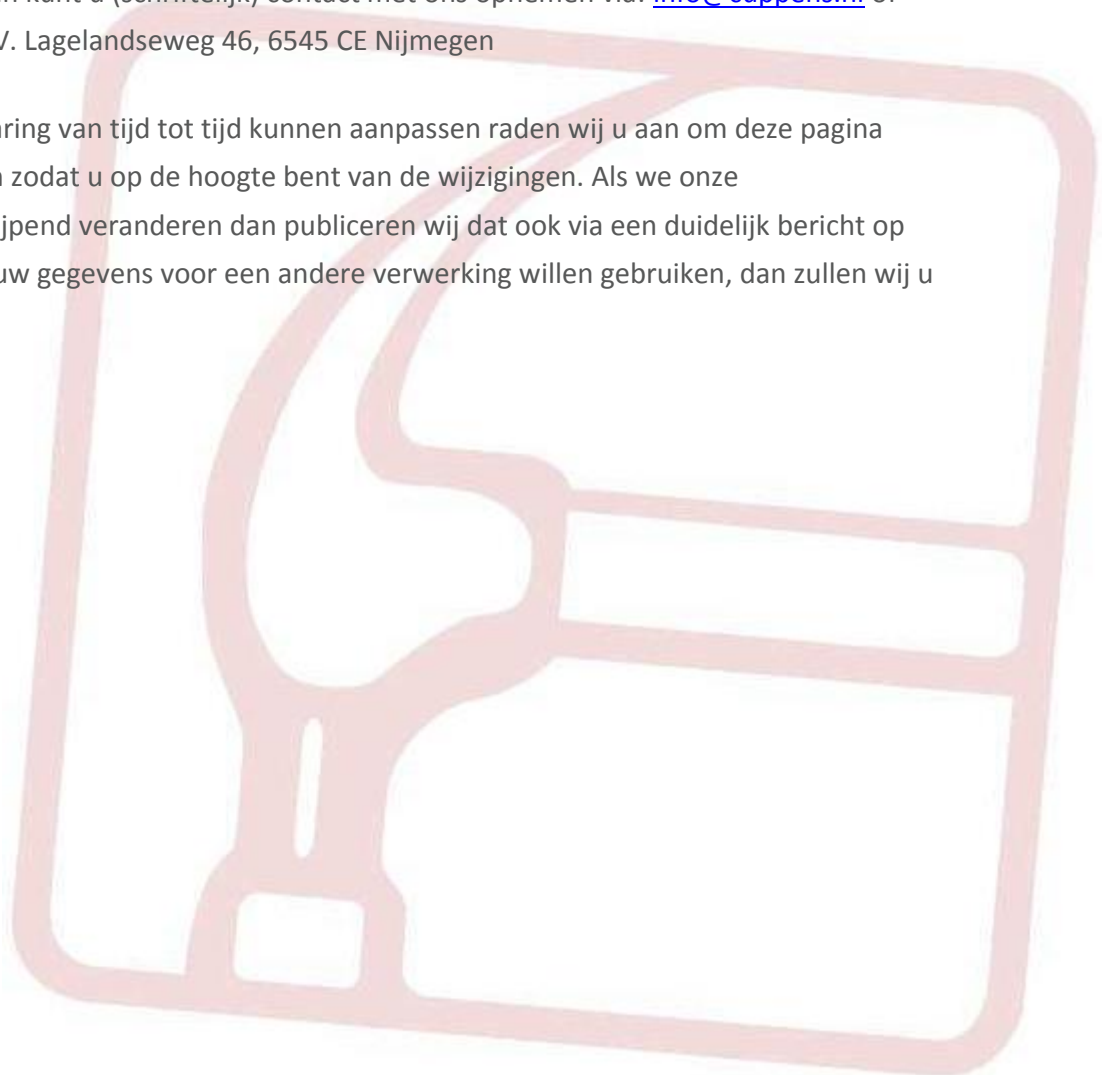 kunt u (schriftelijk) contact met ons opnemen via: of
V. Lagelandseweg 46, 6545 CE Nijmegen
aring van tijd tot tijd kunnen aanpassen raden wij u aan om deze pagina
n zodat u op de hoogte bent van de wijzigingen. Als we onze
ijpend veranderen dan publiceren wij dat ook via een duidelijk bericht op
uw gegevens voor een andere verwerking willen gebruiken, dan zullen wij u